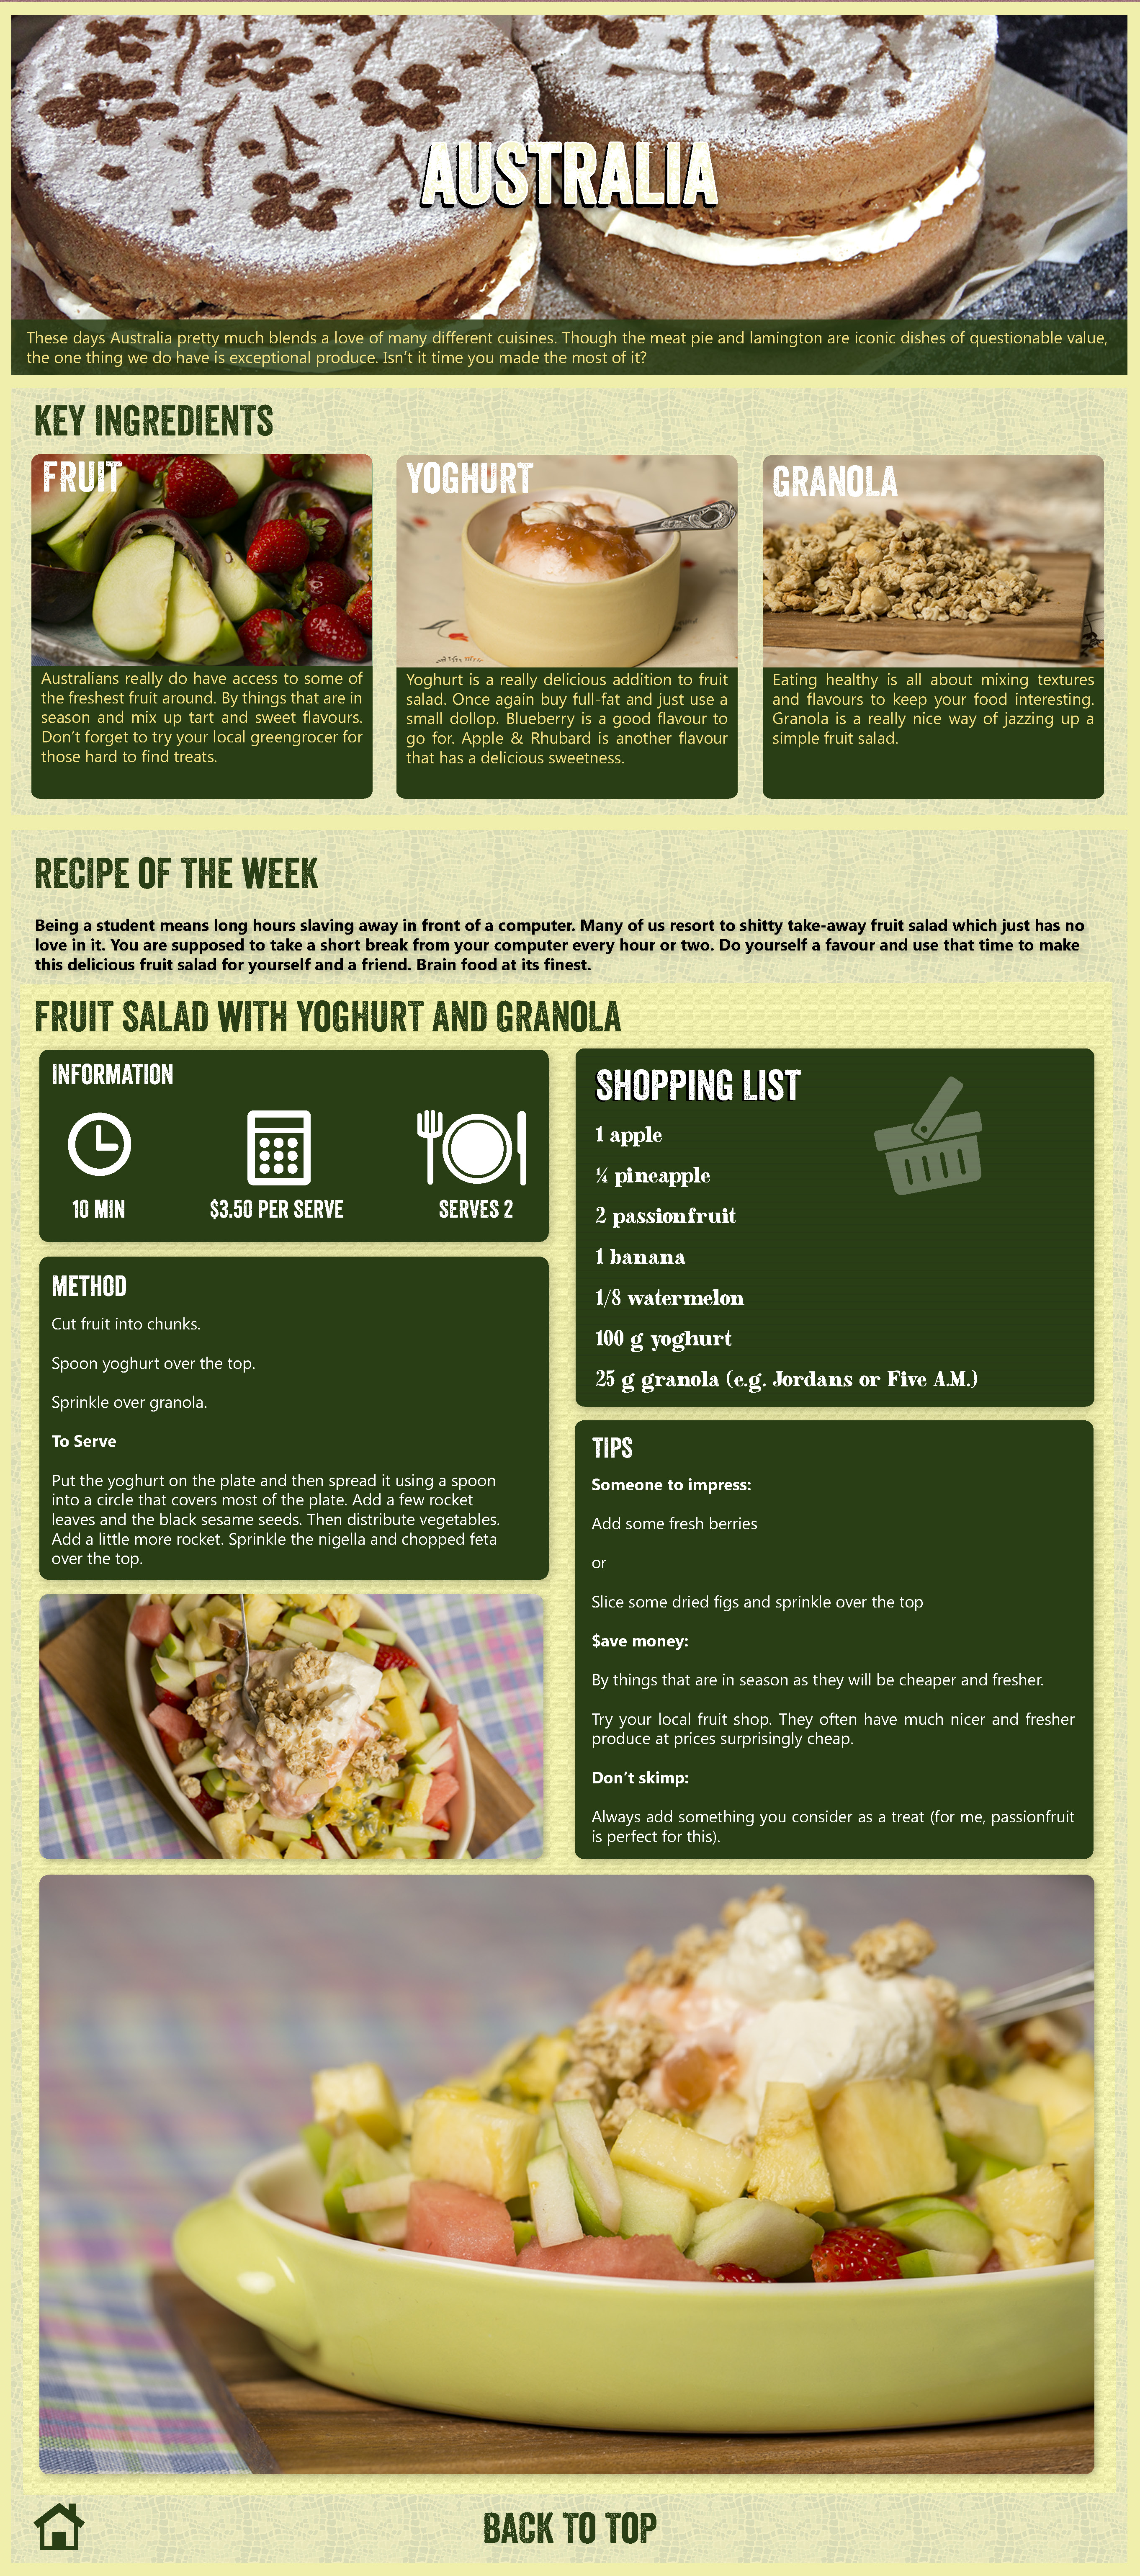 AUSTRALIA
These days Australia pretty much blends a love of many different cuisines. Though the meat pie and lamington are iconic dishes of questionable value,
the one thing we do have is exceptional produce. Isn't it time you made the most of it?
KEY INGREDIENTS
FRUIT
Australians really do have access to some of
the freshest fruit around. By things that are in
season and mix up tart and sweet flavours.
Don't forget to try your local greengrocer for
those hard to find treats.
YOGHURT
Yoghurt is a really delicious addition to fruit
salad. Once again buy full-fat and just use a
small dollop. Blueberry is a good flavour to
go for. Apple & Rhubard is another flavour
that has a delicious sweetness.
GRANOLA
Eating healthy is all about mixing textures
and flavours to keep your food interesting.
Granola is a really nice way of jazzing up a
simple fruit salad.
RECIPE OF THE WEEK
Being a student means long hours slaving away in front of a computer. Many of us resort to shitty take-away fruit salad which just has no
love in it. You are supposed to take a short break from your computer every hour or two. Do yourself a favour and use that time to make
this delicious fruit salad for yourself and a friend. Brain food at its finest.
FRUIT SALAD WITH YOGHURT AND GRANOLA
INFORMATION
10 MIN
$3.50 PER SERVE
SERVES 2
METHOD
Cut fruit into chunks.
Spoon yoghurt over the top.
Sprinkle over granola.
To Serve
Put the yoghurt on the plate and then spread it using a spoon
into a circle that covers most of the plate. Add a few rocket
leaves and the black sesame seeds. Then distribute vegetables.
Add a little more rocket. Sprinkle the nigella and chopped feta
over the top.
SHOPPING LIST
1 apple
¼ pineapple
2 passionfruit
1 banana
1/8 watermelon
100 g yoghurt
25 g granola (e.g. Jordans or Five A.M.)
TIPS
Someone to impress:
Add some fresh berries
or
Slice some dried figs and sprinkle over the top
$ave money:
By things that are in season as they will be cheaper and fresher.
Try your local fruit shop. They often have much nicer and fresher
produce at prices surprisingly cheap.
Don't skimp:
Always add something you consider as a treat (for me, passionfruit
is perfect for this).
BACK TO TOP